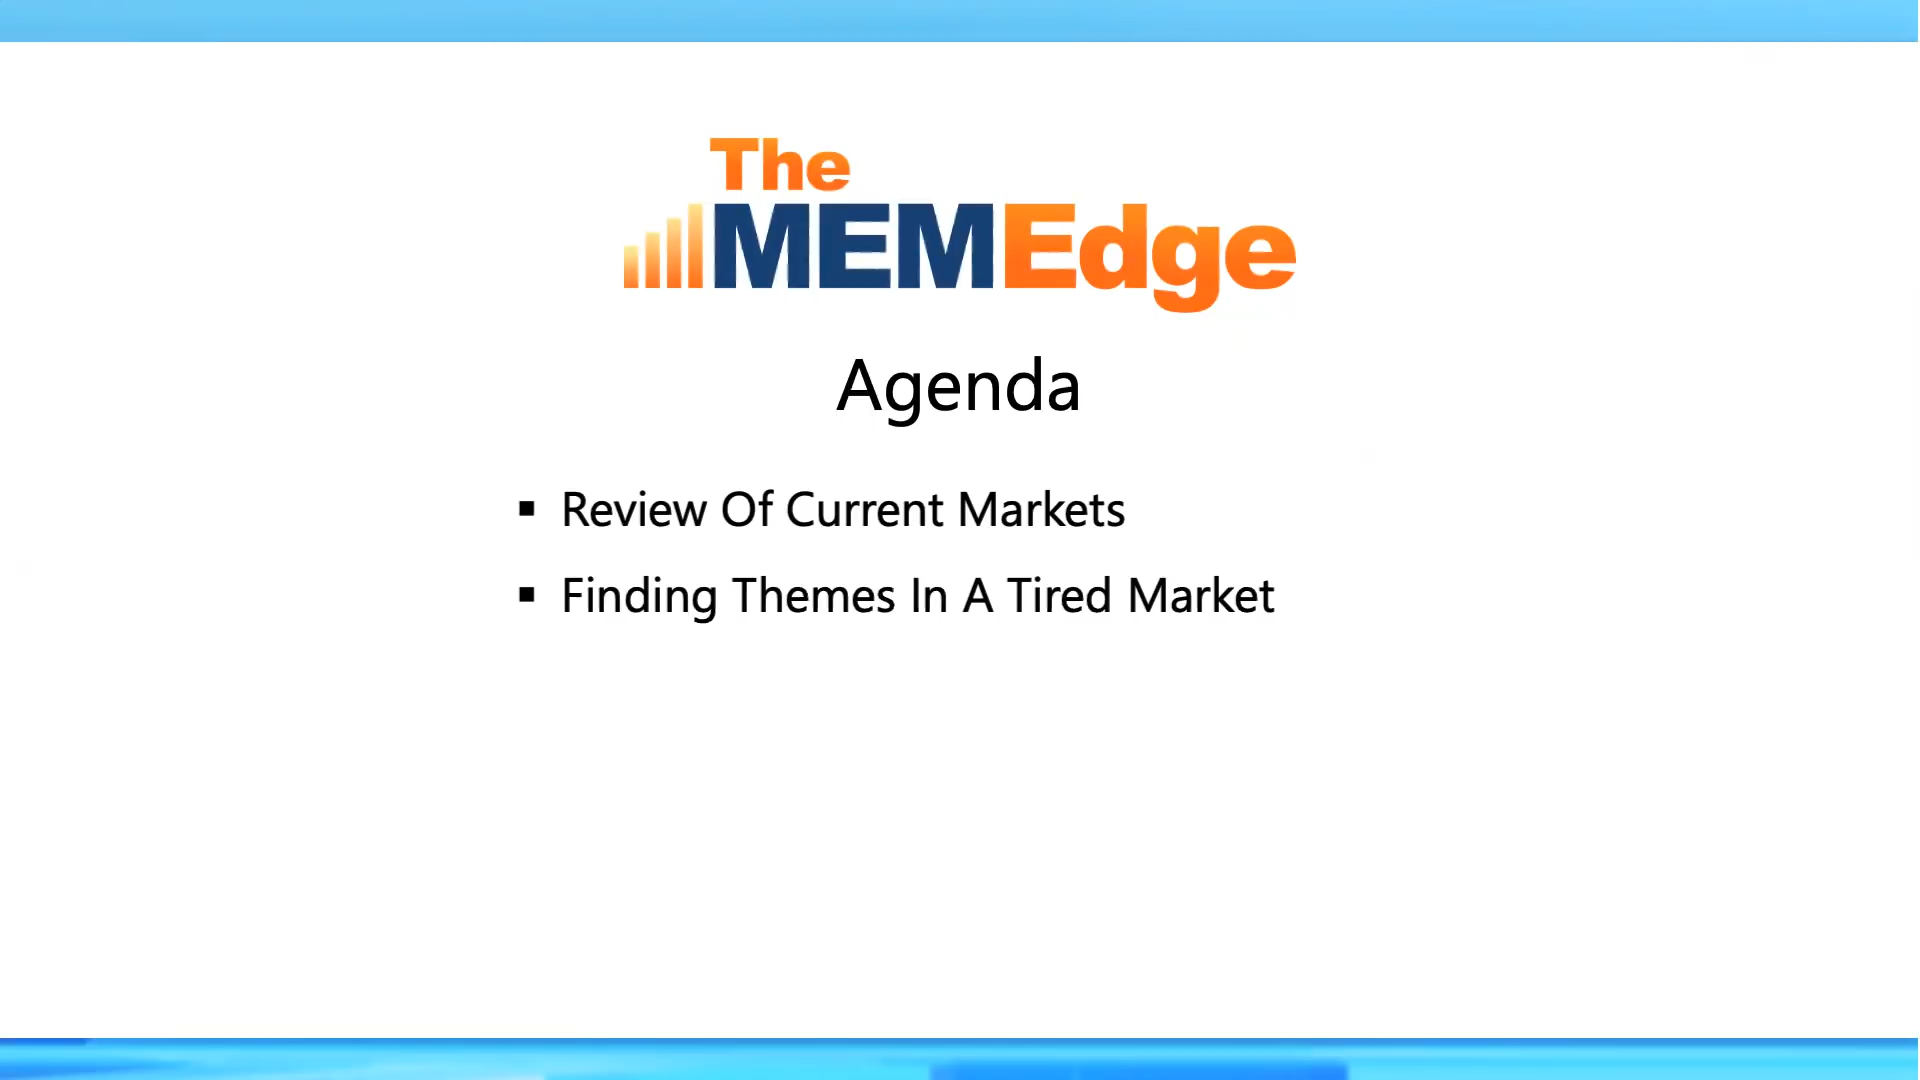 The
MEMEdge
Agenda
▪ Review Of Current Markets
▪ Finding Themes In A Tired Market